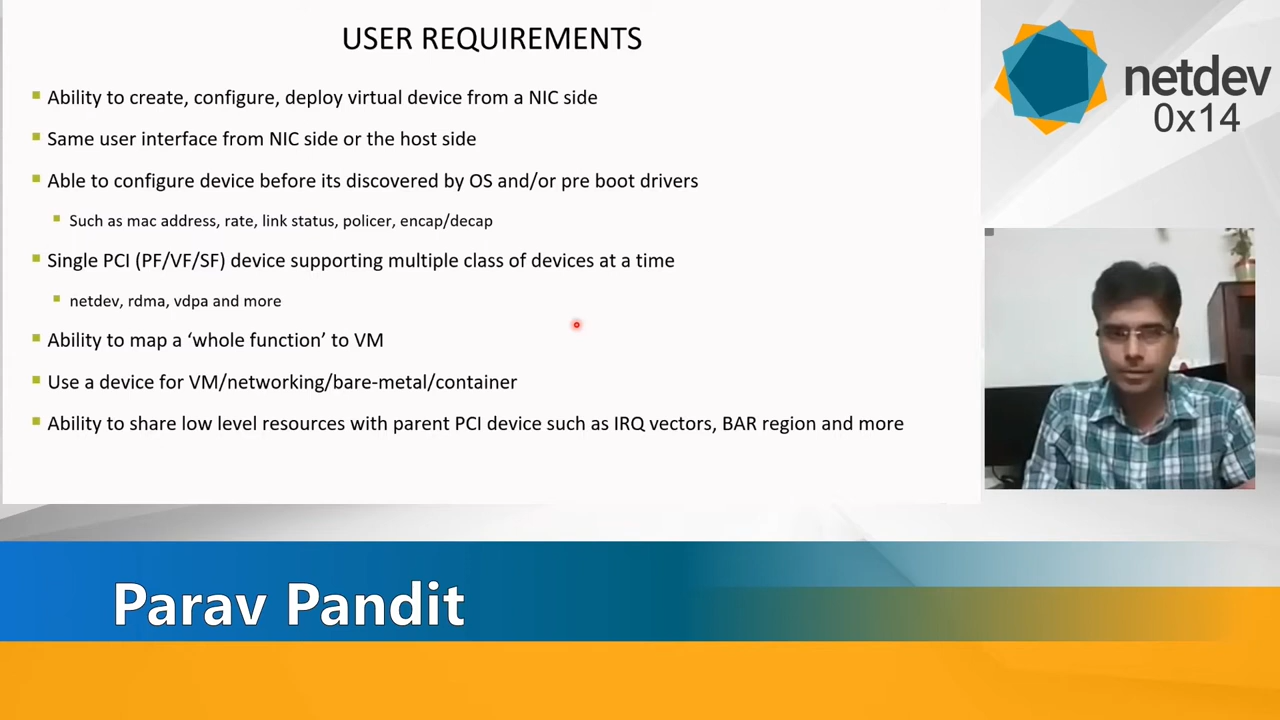 USER REQUIREMENTS
Ability to create, configure, deploy virtual device from a NIC side
Same user interface from NIC side or the host side
Able to configure device before its discovered by OS and/or pre boot drivers
Such as mac address, rate, link status, policer, encap/decap
Single PCI (PF/VF/SF) device supporting multiple class of devices at a time
netdev, rdma, vdpa and more
Ability to map a ‘whole function’ to VM
Use a device for VM/networking/bare-metal/container
Ability to share low level resources with parent PCI device such as IRQ vectors, BAR region and more
netdev
0x14
Parav Pandit